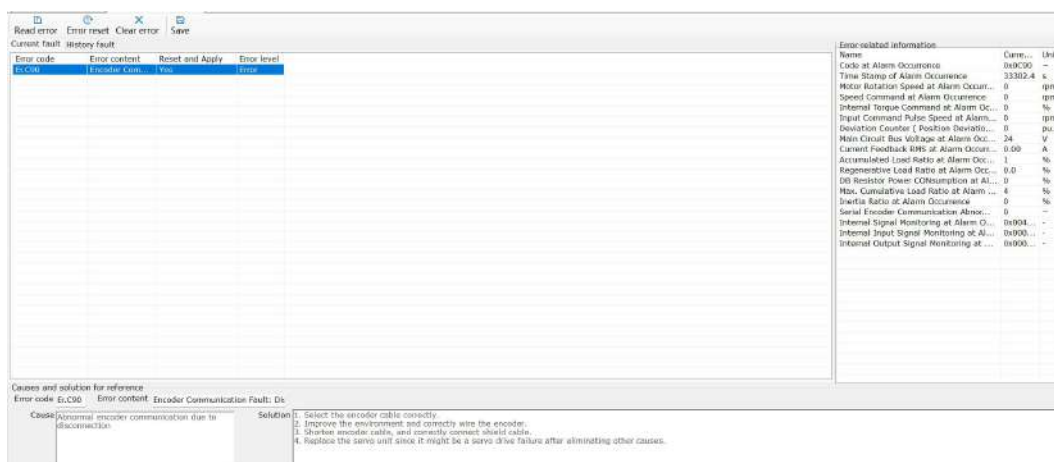 Read error Error reset Clear error Save
Current fault History fault
Error code Error content Reset and Apply Error level
Er.C90 Encoder Com... Yes Error
Error related information
Name Curre... Uni
Code at Alarm Occurrence 0x0C90 -
Time Stamp of Alarm Occurrence 33302.4 s
Motor Rotation Speed at Alarm Occurr... 0 rpm
Speed Command at Alarm Occurrence 0 rpm
Internal Torque Command at Alarm Oc... 0 %
Input Command Pulse Speed at Alarm... 0 rpm
Deviation Counter ( Position Deviatio... 0 pu.
Main Circuit Bus Voltage at Alarm Occ... 24 V
Current Feedback RMS at Alarm Occurr... 0.00 A
Accumulated Load Ratio at Alarm Occ... 1 %
Regenerative Load Ratio at Alarm Occ... 0.0 %
DB Resistor Power CONsumption at Al... 0 %
Max. Cumulative Load Ratio at Alarm ... 4 %
Inertia Ratio at Alarm Occurrence 0 %
Serial Encoder Communication Abnor... 0 -
Internal Signal Monitoring at Alarm O... 0x004... -
Internal Input Signal Monitoring at Al... 0x000... -
Internal Output Signal Monitoring at ... 0x000... -
Causes and solution for reference
Error code Er.C90 Error content Encoder Communication Fault: Dis
Cause Abnormal encoder communication due to
disconnection
Solution 1. Select the encoder cable correctly.
2. Improve the environment and correctly wire the encoder.
3. Shorten encoder cable, and correctly connect shield cable.
4. Replace the servo unit since it might be a servo drive failure after eliminating other causes.